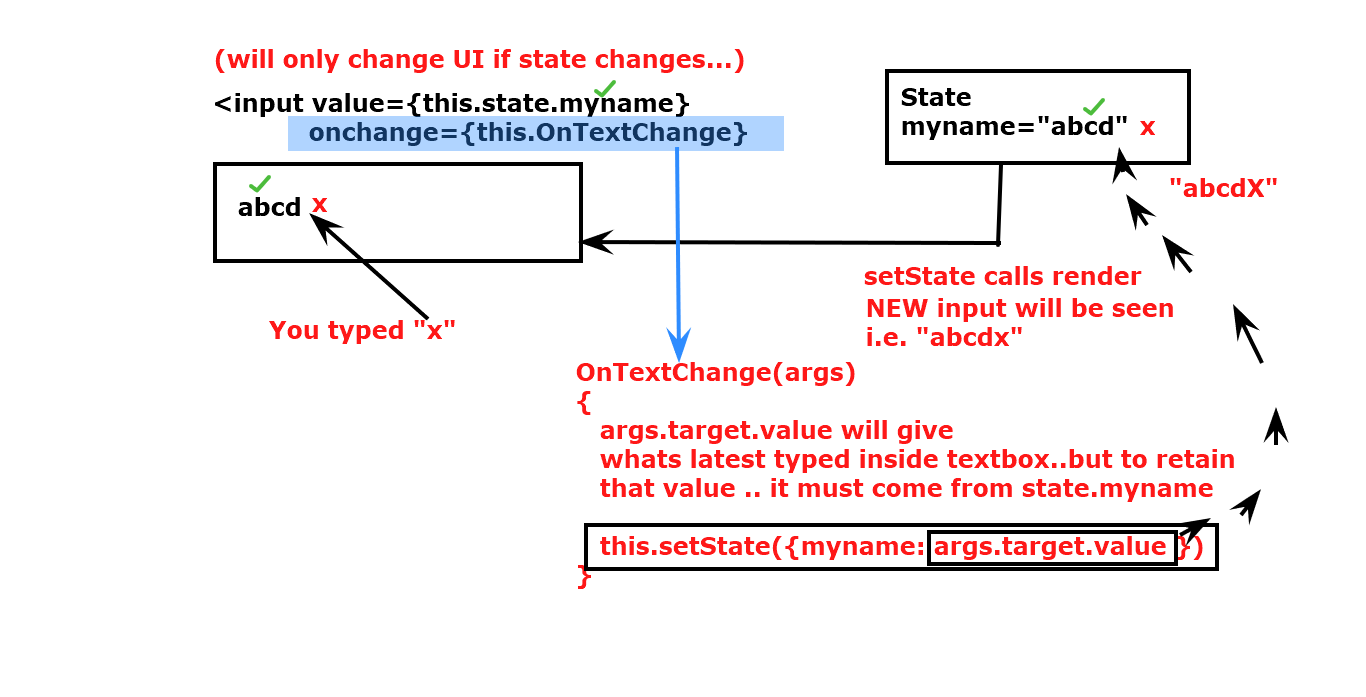 (will only change UI if state changes...)
<input value={this.state.myname}
onchange={this.OnTextChange}
State
myname="abcd" x
"abcdX"
abcd x
You typed "x"
setState calls render
NEW input will be seen
i.e. "abcdx"
OnTextChange(args)
{
args.target.value will give
whats latest typed inside textbox..but to retain
that value .. it must come from state.myname
this.setState({myname: args.target.value })
}